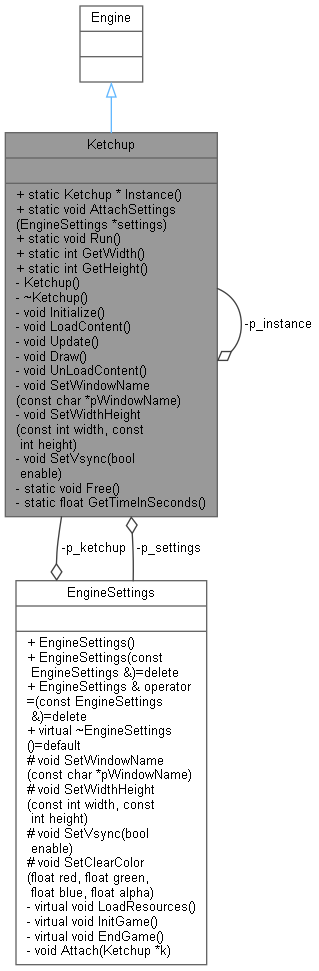 Engine
Ketchup
+ static Ketchup * Instance()
+ static void AttachSettings
(EngineSettings *settings)
+ static void Run()
+ static int GetWidth()
+ static int GetHeight()
- Ketchup()
- ~Ketchup()
- void Initialize()
- void LoadContent()
- void Update()
- void Draw()
- void UnLoadContent()
- void SetWindowName
(const char *pWindowName)
- void SetWidthHeight
(const int width, const
int height)
- void SetVsync(bool
enable)
- static void Free()
- static float GetTimeInSeconds()
-p_instance
-p_ketchup
-p_settings
EngineSettings
+ EngineSettings()
+ EngineSettings(const
EngineSettings &)=delete
+ EngineSettings & operator
=(const EngineSettings
&)=delete
+ virtual ~EngineSettings
()=default
# void SetWindowName
(const char *pWindowName)
# void SetWidthHeight
(const int width, const
int height)
# void SetVsync(bool
enable)
# void SetClearColor
(float red, float green,
float blue, float alpha)
- virtual void LoadResources()
- virtual void InitGame()
- virtual void EndGame()
- void Attach(Ketchup *k)